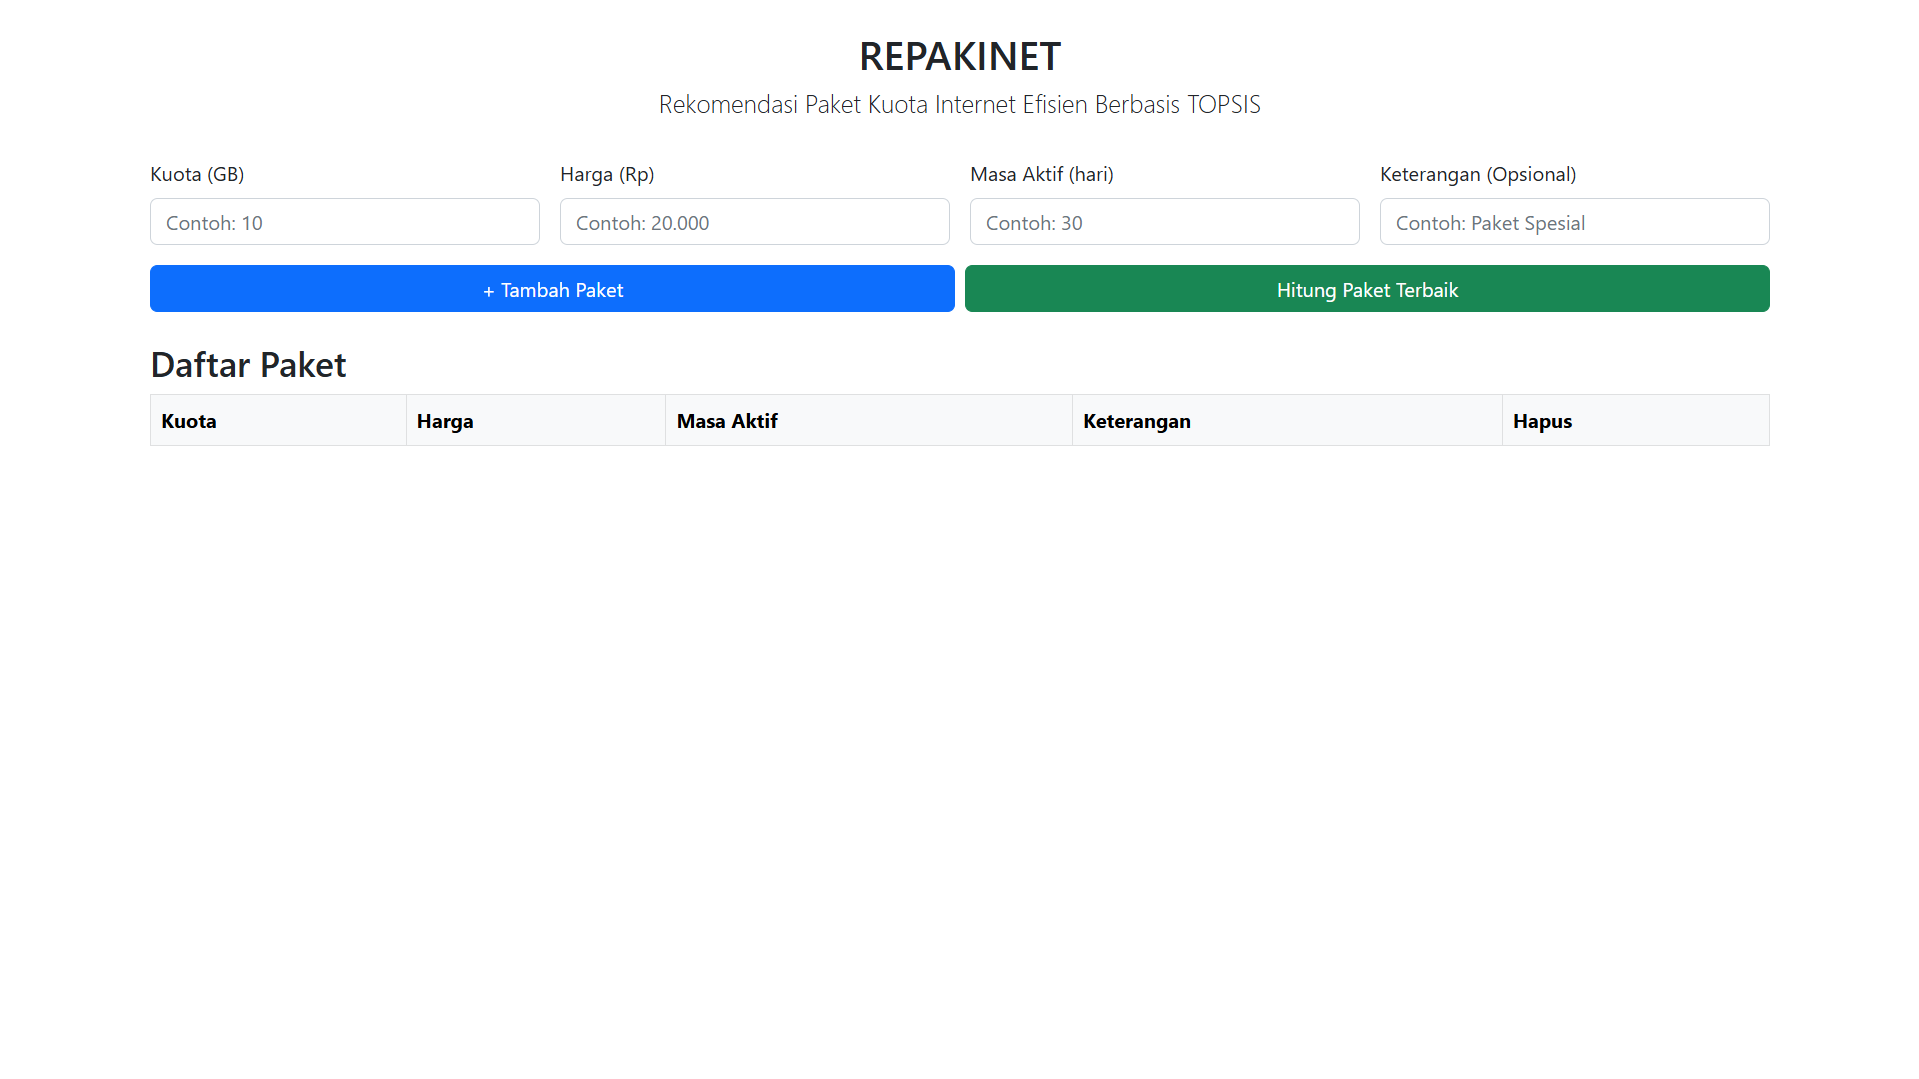 REPAKINET
Rekomendasi Paket Kuota Internet Efisien Berbasis TOPSIS
Kuota (GB) Harga (Rp) Masa Aktif (hari) Keterangan (Opsional)
Contoh: 10 Contoh: 20.000 Contoh: 30 Contoh: Paket Spesial
+ Tambah Paket Hitung Paket Terbaik
Daftar Paket
Kuota Harga Masa Aktif Keterangan Hapus